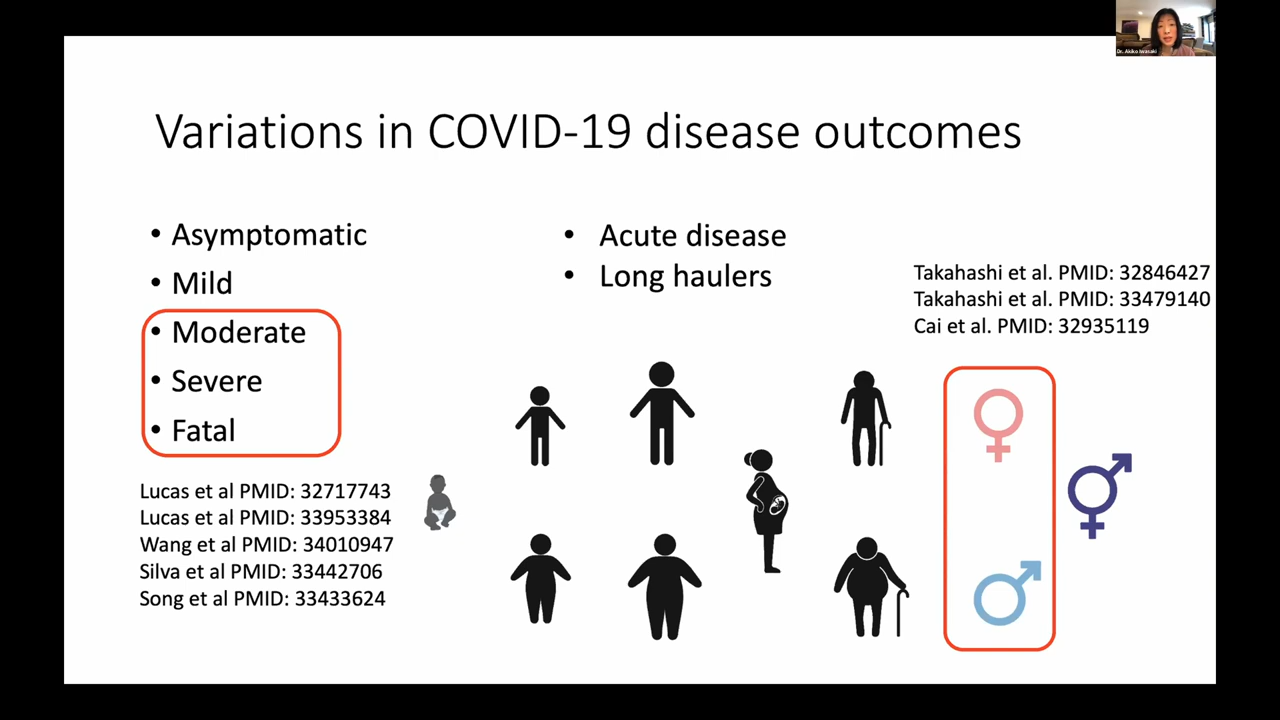 Dr. Akiko Iwasaki
Variations in COVID-19 disease outcomes
• Asymptomatic
• Mild
• Moderate
• Severe
• Fatal
• Acute disease
• Long haulers
Takahashi et al. PMID: 32846427
Takahashi et al. PMID: 33479140
Cai et al. PMID: 32935119
Lucas et al PMID: 32717743
Lucas et al PMID: 33953384
Wang et al PMID: 34010947
Silva et al PMID: 33442706
Song et al PMID: 33433624